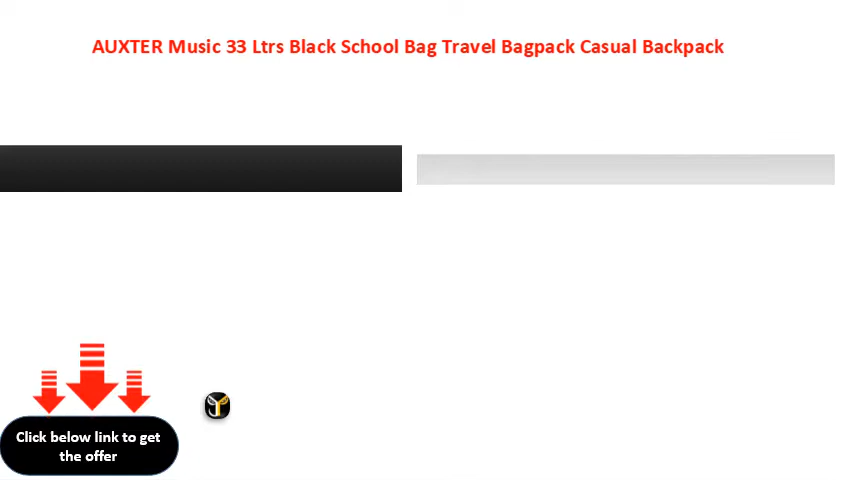 AUXTER Music 33 Ltrs Black School Bag Travel Bagpack Casual Backpack
Click below link to get
the offer